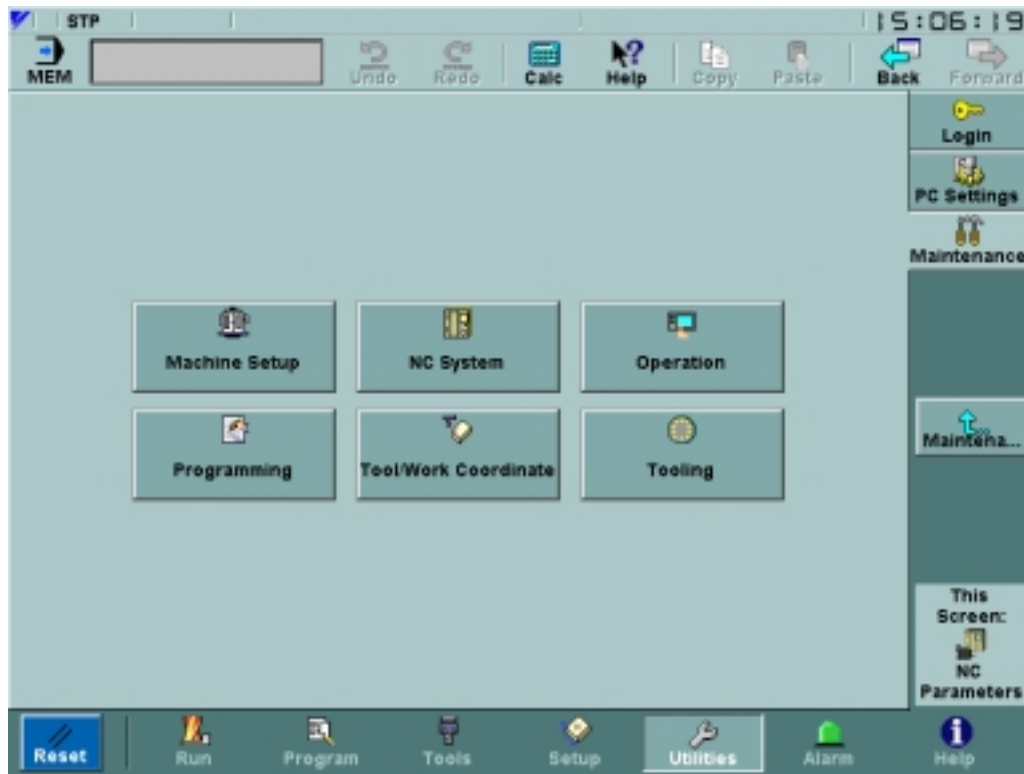 STP
15:06:19
MEM
Undo
Redo
Calc
Help
Copy
Paste
Back
Forward
Login
PC Settings
Maintenance
Machine Setup
NC System
Operation
Maintena...
Programming
Tool/Work Coordinate
Tooling
This
Screen:
NC
Parameters
Reset
Run
Program
Tools
Setup
Utilities
Alarm
Help